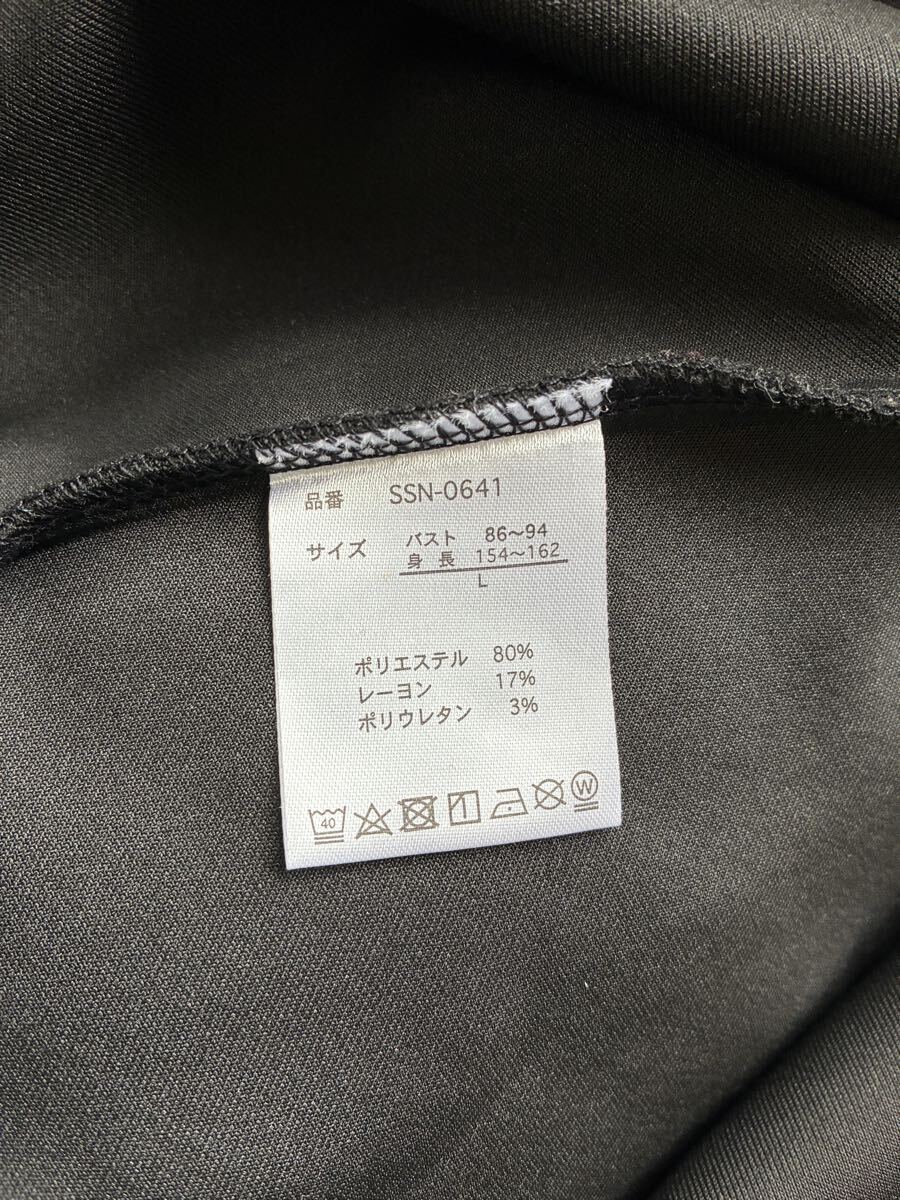 品番 SSN-0641
サイズ バスト 86～94
身長 154～162
L
ポリエステル 80%
レーヨン 17%
ポリウレタン 3%
40 W